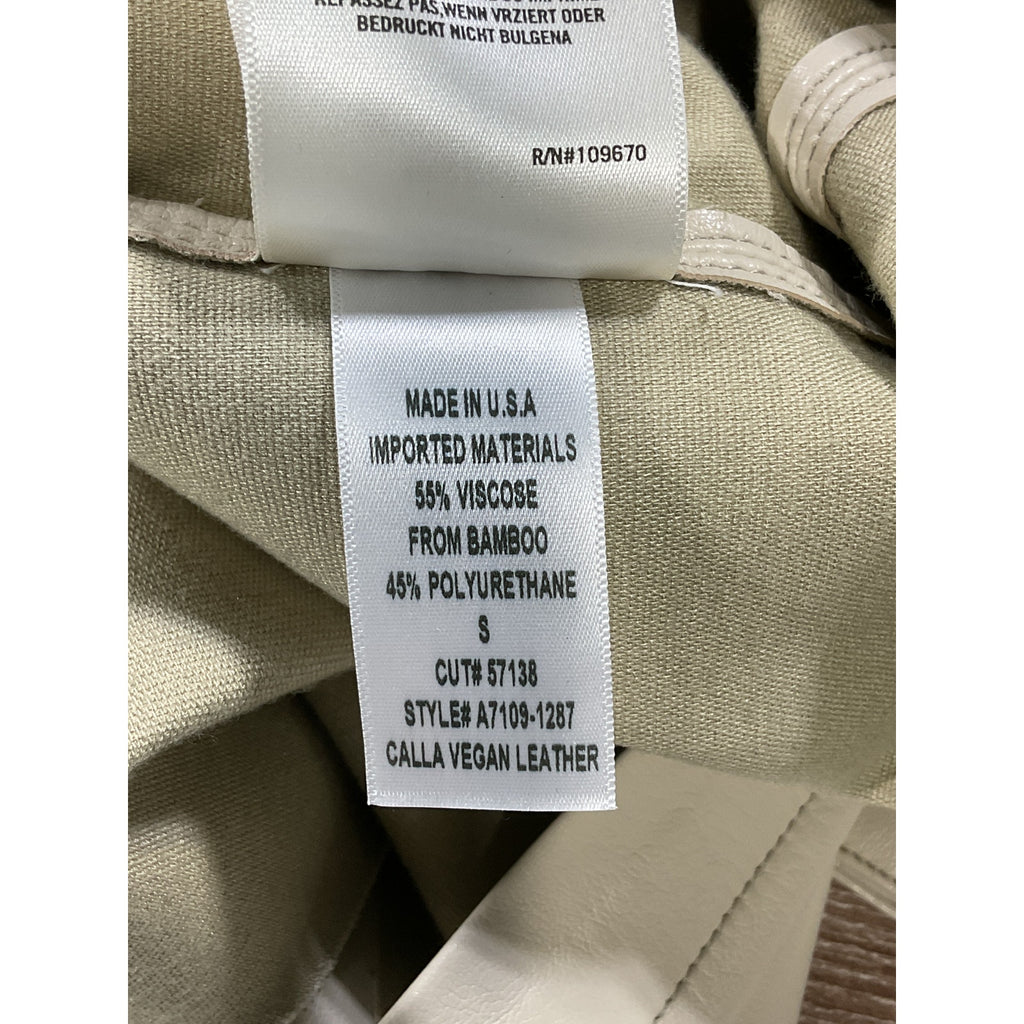 REPASSEZ PAS,WENN VRZIERT ODER
BEDRUCKT NICHT BULGENA
R/N#109670
MADE IN U.S.A
IMPORTED MATERIALS
55% VISCOSE
FROM BAMBOO
45% POLYURETHANE
S
CUT# 57138
STYLE# A7109-1287
CALLA VEGAN LEATHER